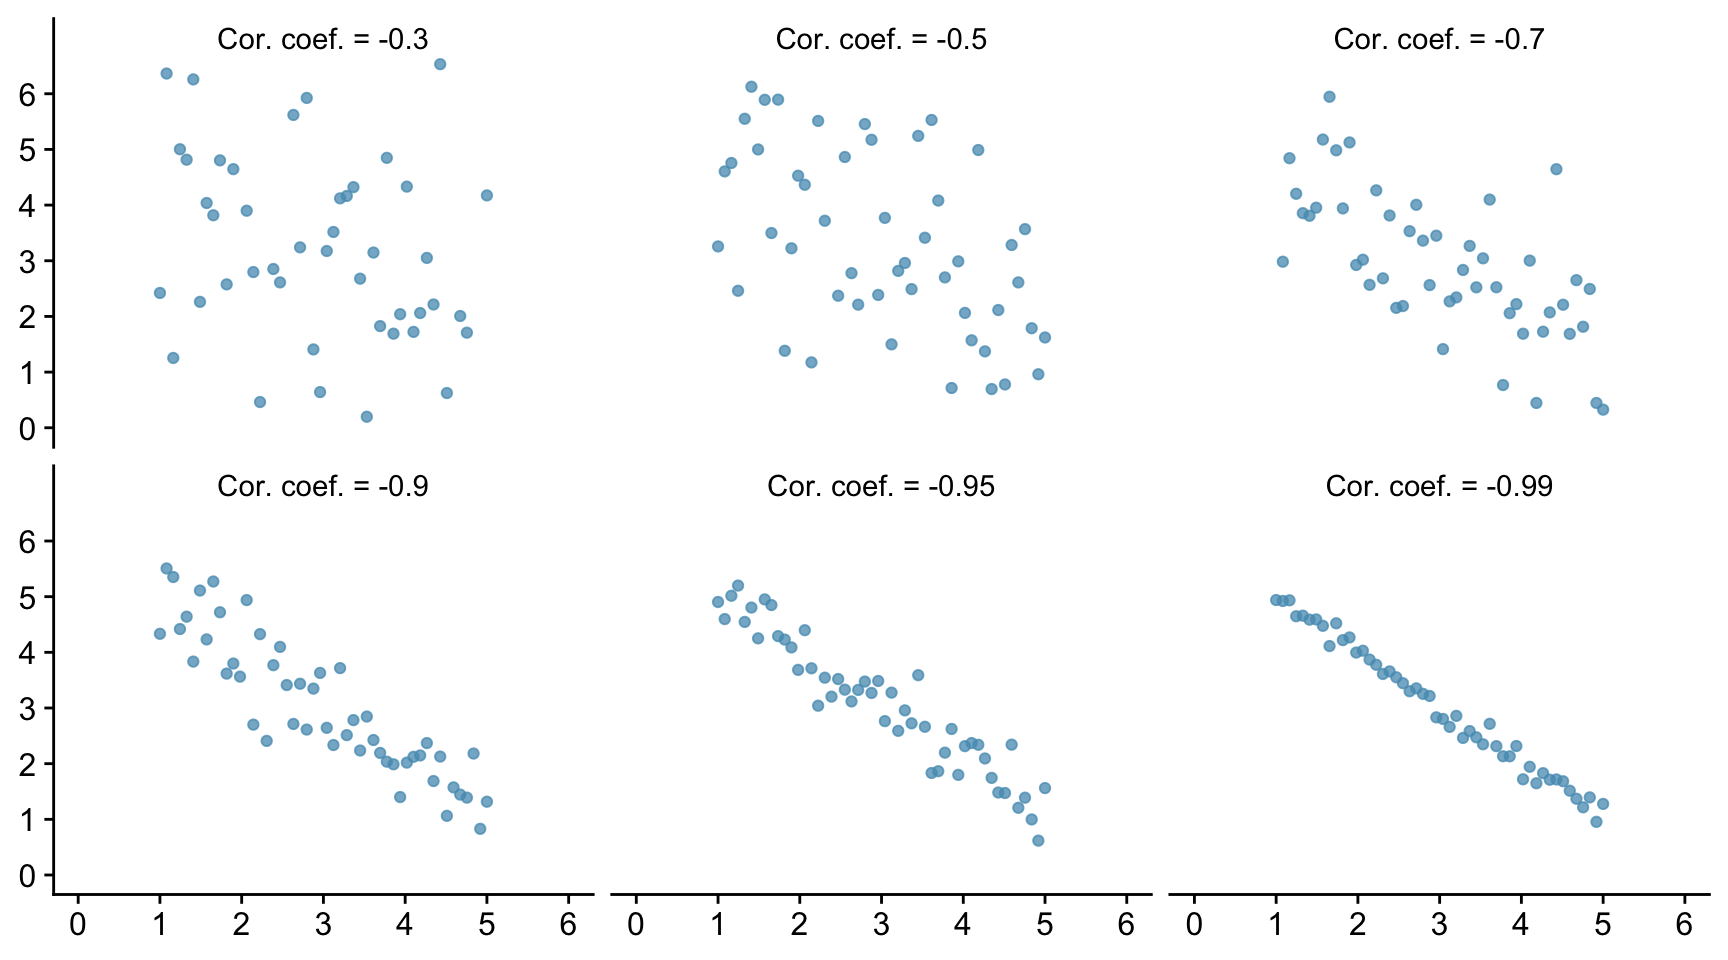 Cor. coef. = -0.3
Cor. coef. = -0.5
Cor. coef. = -0.7
6
5
4
3
2
1
0
Cor. coef. = -0.9
Cor. coef. = -0.95
Cor. coef. = -0.99
6
5
4
3
2
1
0
0 1 2 3 4 5 6
0 1 2 3 4 5 6
0 1 2 3 4 5 6